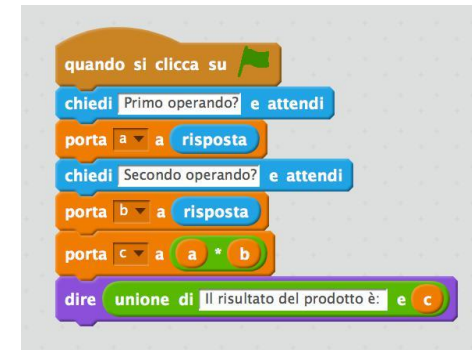 quando si clicca su
chiedi Primo operando? e attendi
porta a a risposta
chiedi Secondo operando? e attendi
porta b a risposta
porta c a a * b
dire unione di Il risultato del prodotto è: e c